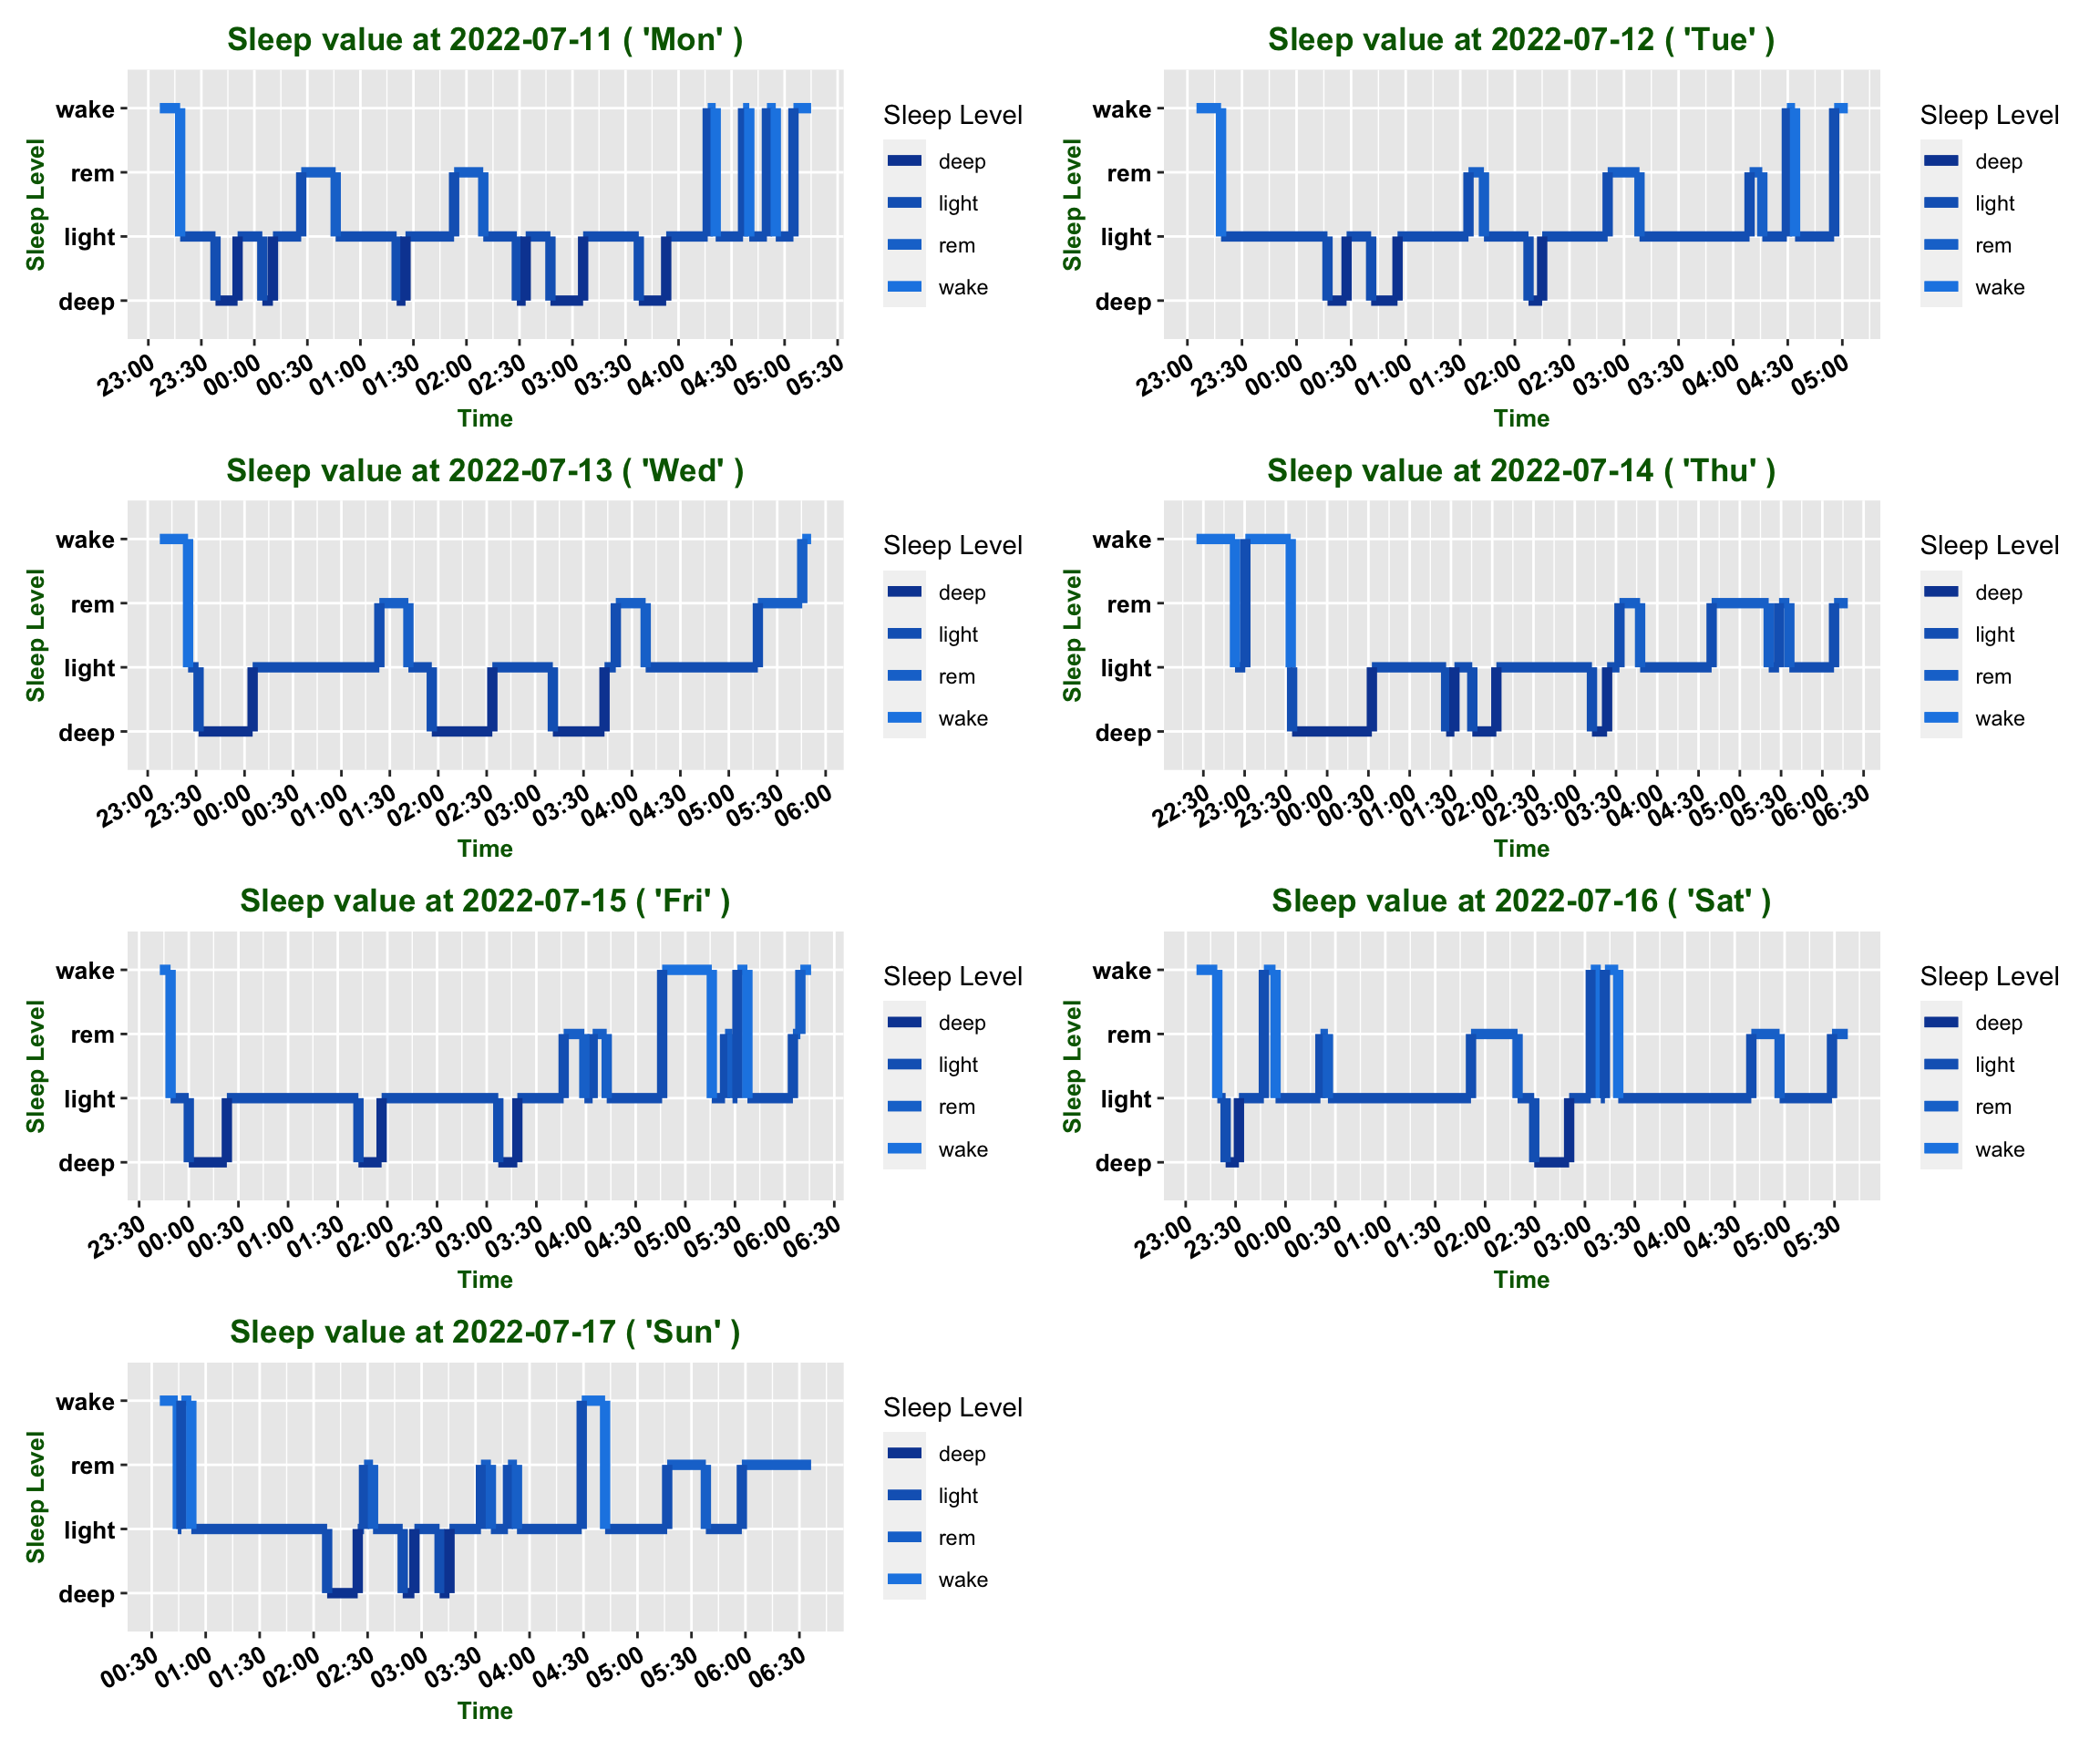 Sleep value at 2022-07-11 ( 'Mon' )
Sleep Level
wake
rem
light
deep
23:00 23:30 00:00 00:30 01:00 01:30 02:00 02:30 03:00 03:30 04:00 04:30 05:00 05:30
Time
Sleep Level
deep
light
rem
wake
Sleep value at 2022-07-12 ( 'Tue' )
Sleep Level
wake
rem
light
deep
23:00 23:30 00:00 00:30 01:00 01:30 02:00 02:30 03:00 03:30 04:00 04:30 05:00
Time
Sleep Level
deep
light
rem
wake
Sleep value at 2022-07-13 ( 'Wed' )
Sleep Level
wake
rem
light
deep
23:00 23:30 00:00 00:30 01:00 01:30 02:00 02:30 03:00 03:30 04:00 04:30 05:00 05:30 06:00
Time
Sleep Level
deep
light
rem
wake
Sleep value at 2022-07-14 ( 'Thu' )
Sleep Level
wake
rem
light
deep
22:30 23:00 23:30 00:00 00:30 01:00 01:30 02:00 02:30 03:00 03:30 04:00 04:30 05:00 05:30 06:00 06:30
Time
Sleep Level
deep
light
rem
wake
Sleep value at 2022-07-15 ( 'Fri' )
Sleep Level
wake
rem
light
deep
23:30 00:00 00:30 01:00 01:30 02:00 02:30 03:00 03:30 04:00 04:30 05:00 05:30 06:00 06:30
Time
Sleep Level
deep
light
rem
wake
Sleep value at 2022-07-16 ( 'Sat' )
Sleep Level
wake
rem
light
deep
23:00 23:30 00:00 00:30 01:00 01:30 02:00 02:30 03:00 03:30 04:00 04:30 05:00 05:30
Time
Sleep Level
deep
light
rem
wake
Sleep value at 2022-07-17 ( 'Sun' )
Sleep Level
wake
rem
light
deep
00:30 01:00 01:30 02:00 02:30 03:00 03:30 04:00 04:30 05:00 05:30 06:00 06:30
Time
Sleep Level
deep
light
rem
wake